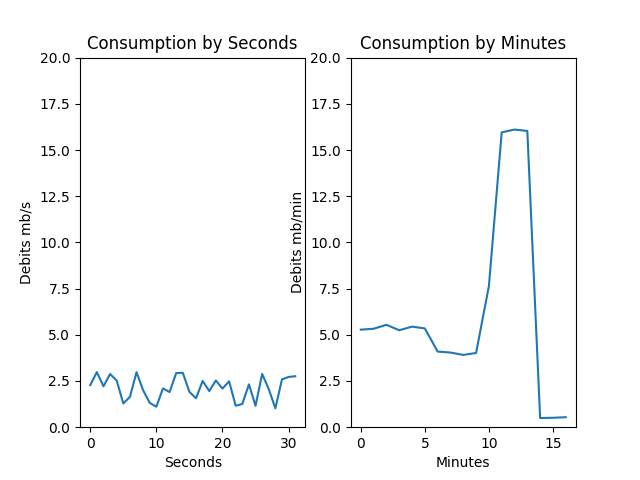 Consumption by Seconds
Debits mb/s
20.0
17.5
15.0
12.5
10.0
7.5
5.0
2.5
0.0
0 10 20 30
Seconds
Consumption by Minutes
Debits mb/min
20.0
17.5
15.0
12.5
10.0
7.5
5.0
2.5
0.0
0 5 10 15
Minutes